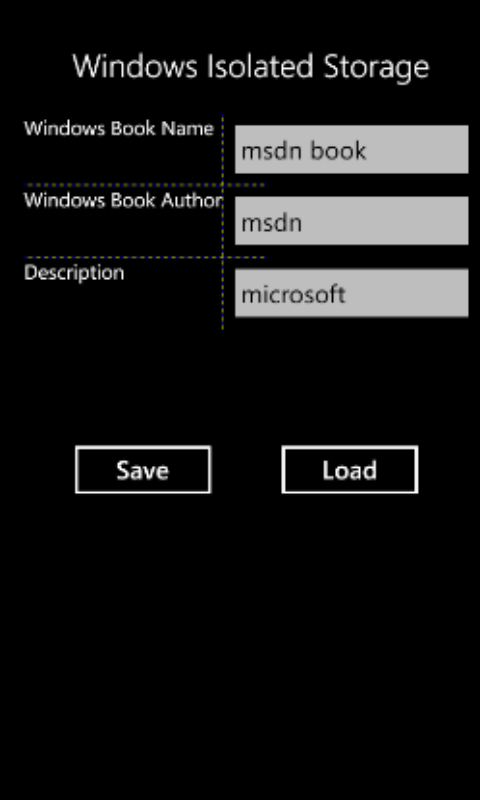 Windows Isolated Storage
Windows Book Name
msdn book
Windows Book Author
msdn
Description
microsoft
Save
Load